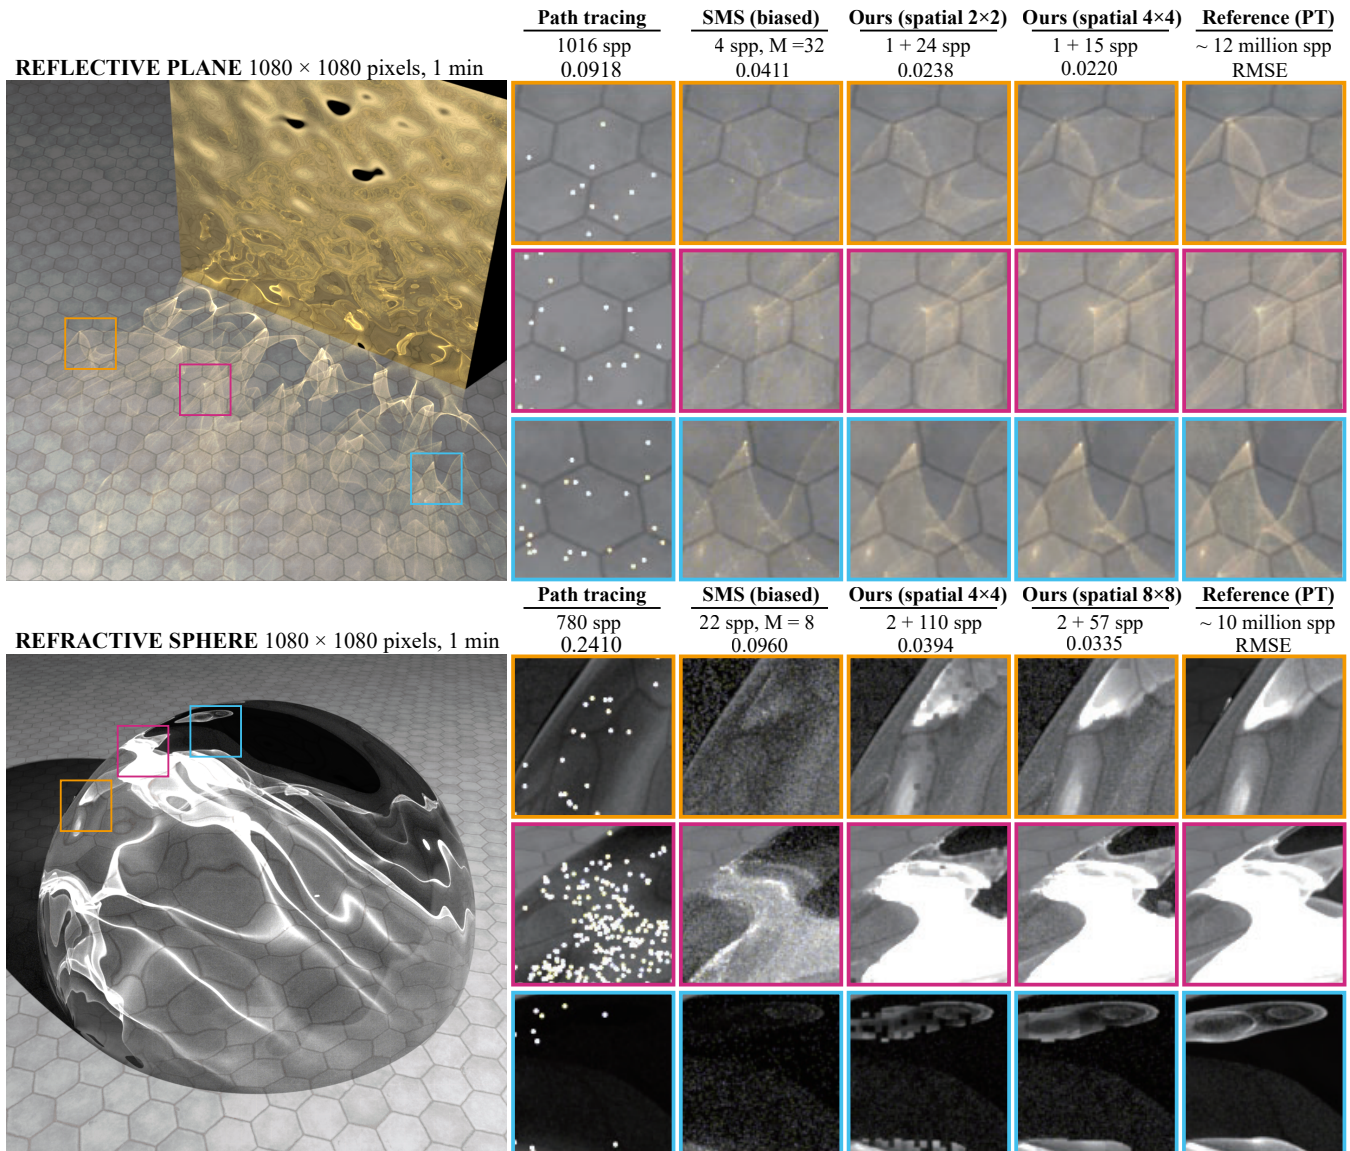 Path tracing SMS (biased) Ours (spatial 2×2) Ours (spatial 4×4) Reference (PT)
1016 spp 4 spp, M =32 1 + 24 spp 1 + 15 spp ~ 12 million spp
REFLECTIVE PLANE 1080 × 1080 pixels, 1 min 0.0918 0.0411 0.0238 0.0220 RMSE
Path tracing SMS (biased) Ours (spatial 4×4) Ours (spatial 8×8) Reference (PT)
780 spp 22 spp, M = 8 2 + 110 spp 2 + 57 spp ~ 10 million spp
REFRACTIVE SPHERE 1080 × 1080 pixels, 1 min 0.2410 0.0960 0.0394 0.0335 RMSE